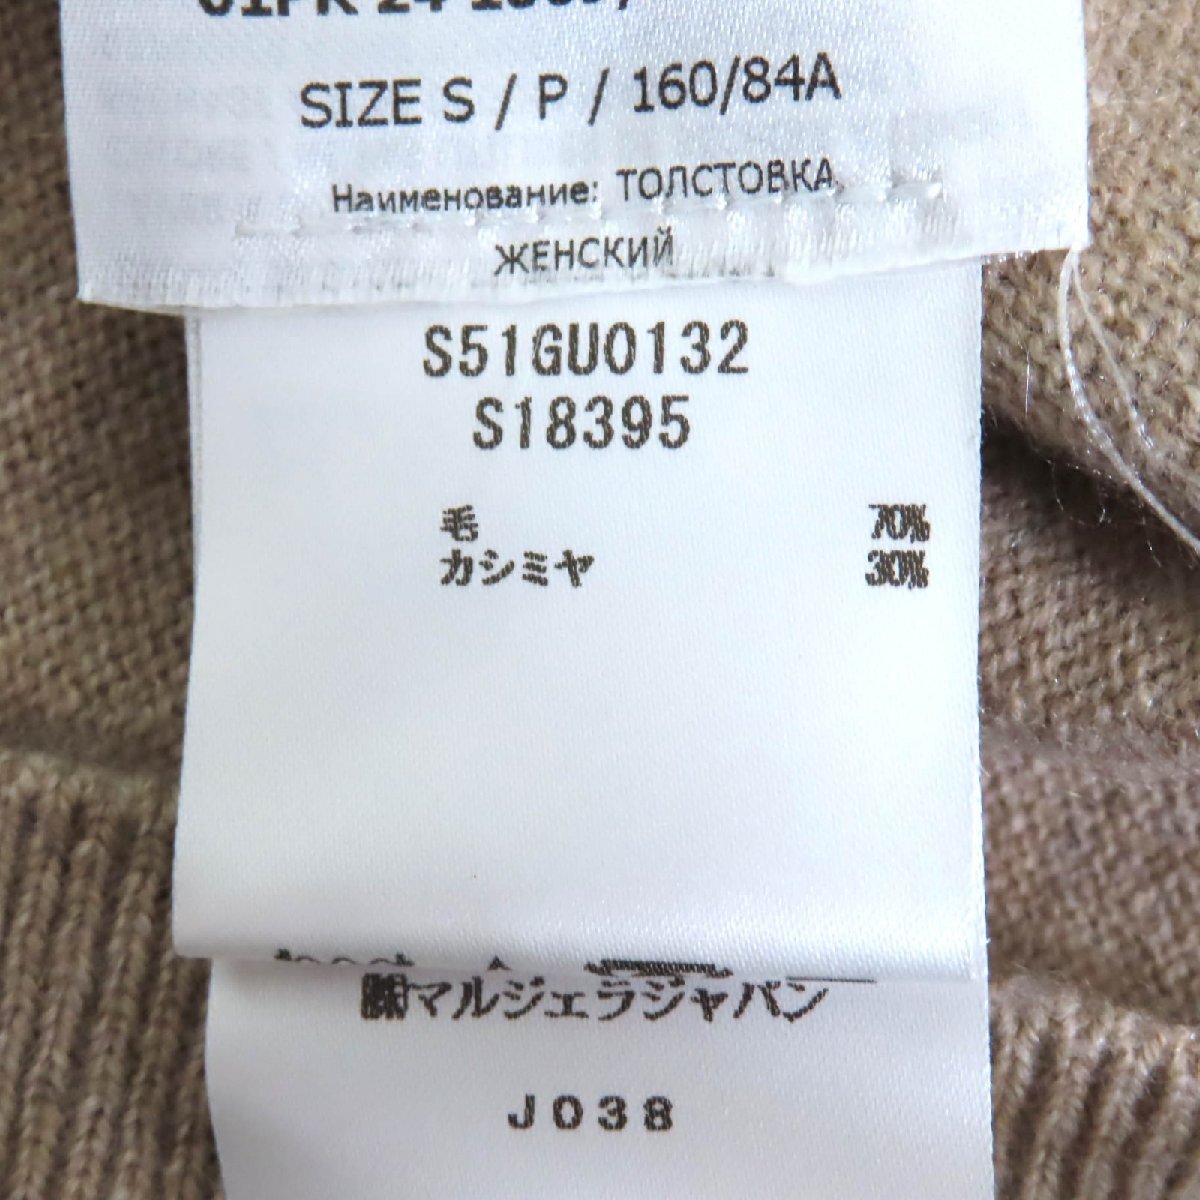 SIZE S / P / 160/84A
Наименование: ТОЛСТОВКА
ЖЕНСКИЙ
S51GU0132
S18395
毛 70%
カシミヤ 30%
㈱マルジェラジャパン
J038